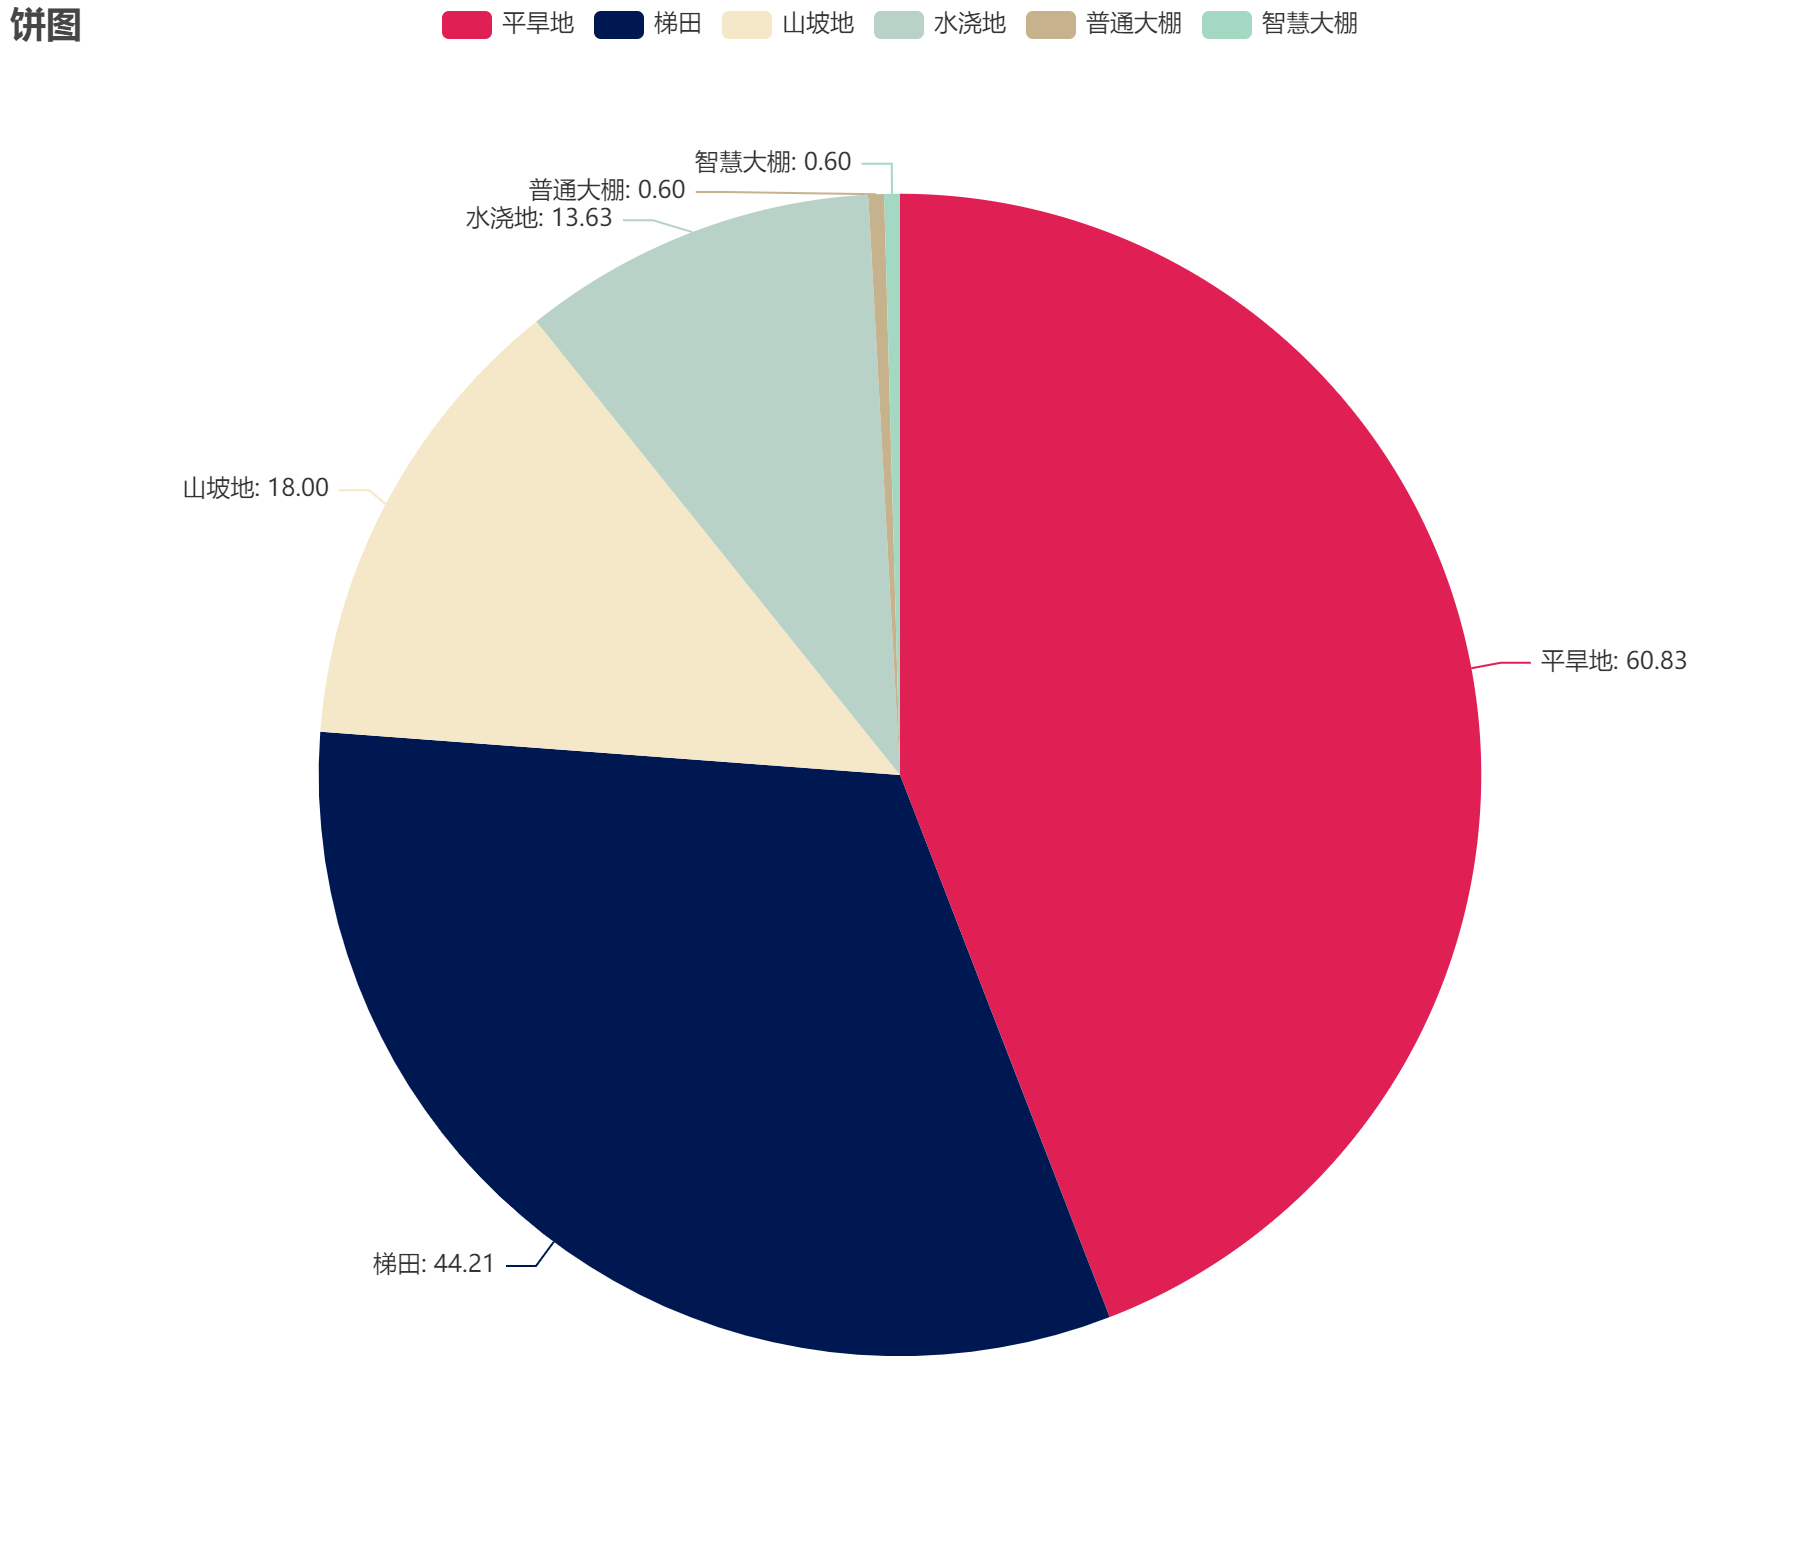 饼图
平旱地
梯田
山坡地
水浇地
普通大棚
智慧大棚
智慧大棚: 0.60
普通大棚: 0.60
水浇地: 13.63
山坡地: 18.00
平旱地: 60.83
梯田: 44.21